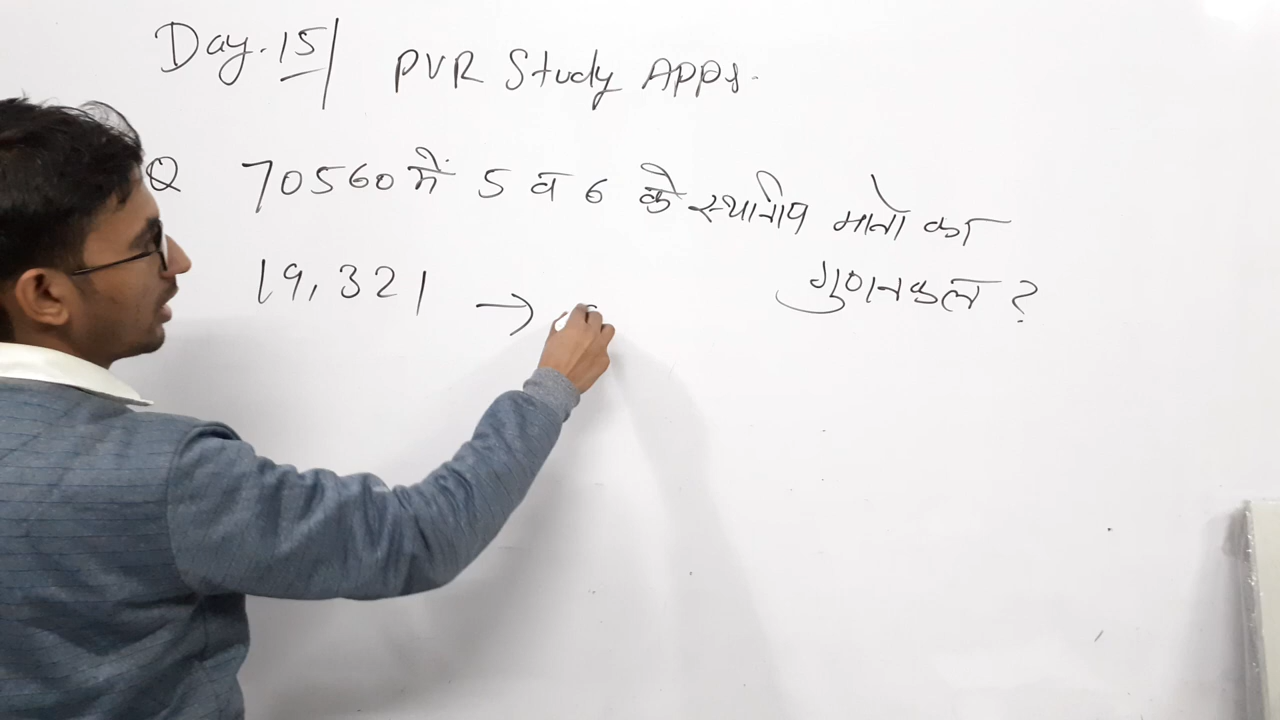 Day. 15
PVR Study APPs.
Q 70560 में 5 व 6 के स्थानिय मानो का
गुणनफल ?
19,321 →